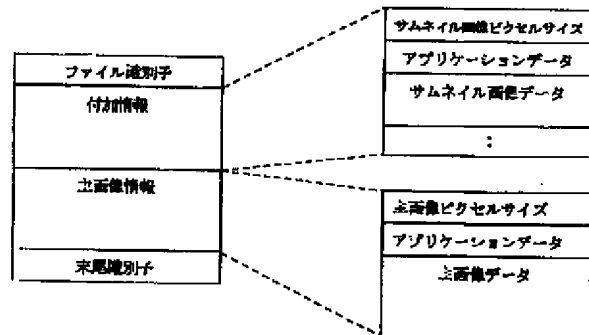 ファイル識別子
付加情報
主画像情報
末尾識別子
サムネイル画像ピクセルサイズ
アプリケーションデータ
サムネイル画像データ
:
主画像ピクセルサイズ
アプリケーションデータ
主画像データ